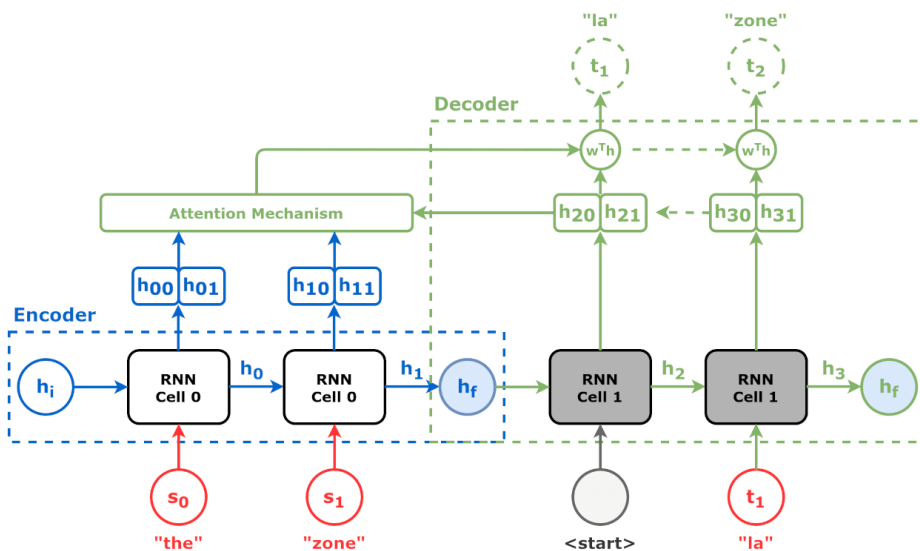 "la"
"zone"
t₁
t₂
Decoder
wᵀh
wᵀh
Attention Mechanism
h₂₀
h₂₁
h₃₀
h₃₁
h₀₀
h₀₁
h₁₀
h₁₁
Encoder
hᵢ
RNN
Cell 0
h₀
RNN
Cell 0
h₁
h_f
RNN
Cell 1
h₂
RNN
Cell 1
h₃
h_f
s₀
s₁
t₁
"the"
"zone"
<start>
"la"